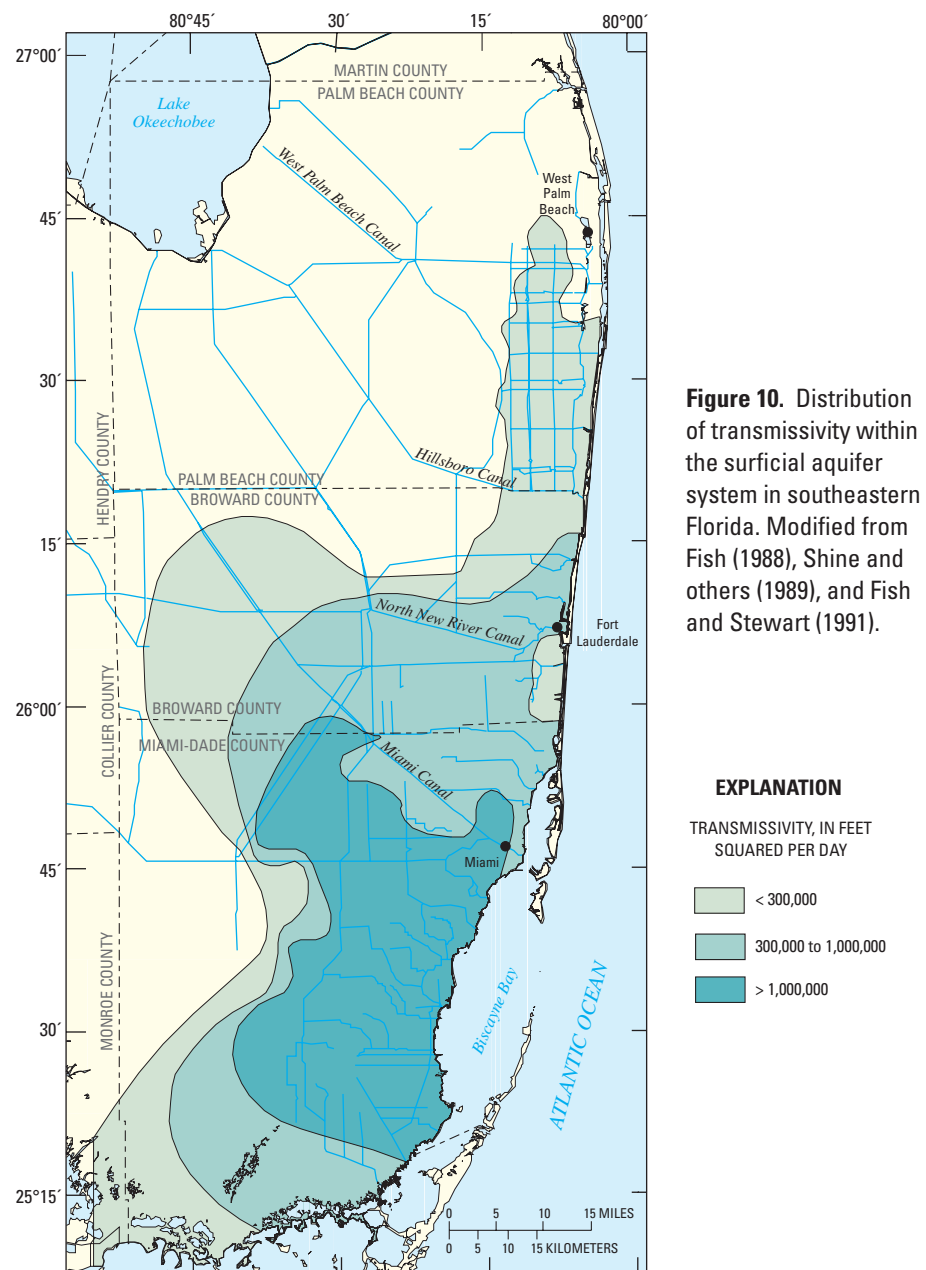 80°45´
30´
15´
80°00´
27°00´
MARTIN COUNTY
PALM BEACH COUNTY
Lake
Okeechobee
West Palm Beach Canal
West
Palm
Beach
45´
30´
HENDRY COUNTY
Hillsboro Canal
PALM BEACH COUNTY
BROWARD COUNTY
15´
North New River Canal
Fort
Lauderdale
26°00´
BROWARD COUNTY
MIAMI-DADE COUNTY
COLLIER COUNTY
Miami Canal
Miami
45´
MONROE COUNTY
30´
Biscayne Bay
ATLANTIC OCEAN
25°15´
0 5 10 15 MILES
0 5 10 15 KILOMETERS
Figure 10. Distribution
of transmissivity within
the surficial aquifer
system in southeastern
Florida. Modified from
Fish (1988), Shine and
others (1989), and Fish
and Stewart (1991).
EXPLANATION
TRANSMISSIVITY, IN FEET
SQUARED PER DAY
< 300,000
300,000 to 1,000,000
> 1,000,000